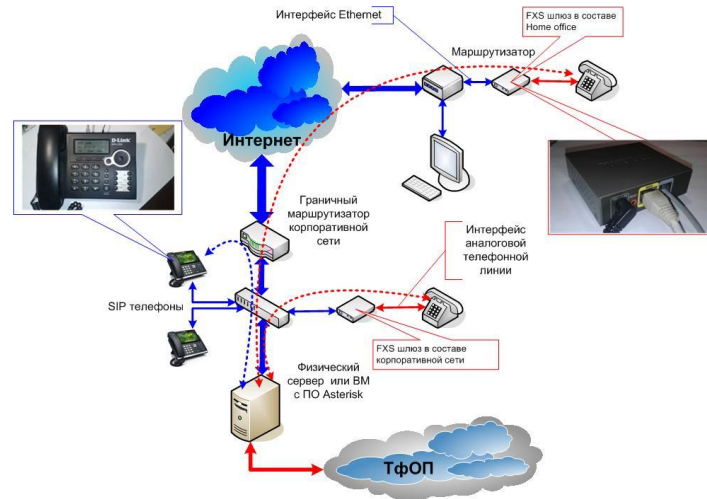 Интерфейс Ethernet
FXS шлюз в составе
Home office
Маршрутизатор
Интернет
D-Link
Граничный
маршрутизатор
корпоративной
сети
Интерфейс
аналоговой
телефонной
линии
SIP телефоны
FXS шлюз в составе
корпоративной сети
Физический
сервер или ВМ
с ПО Asterisk
ТфОП